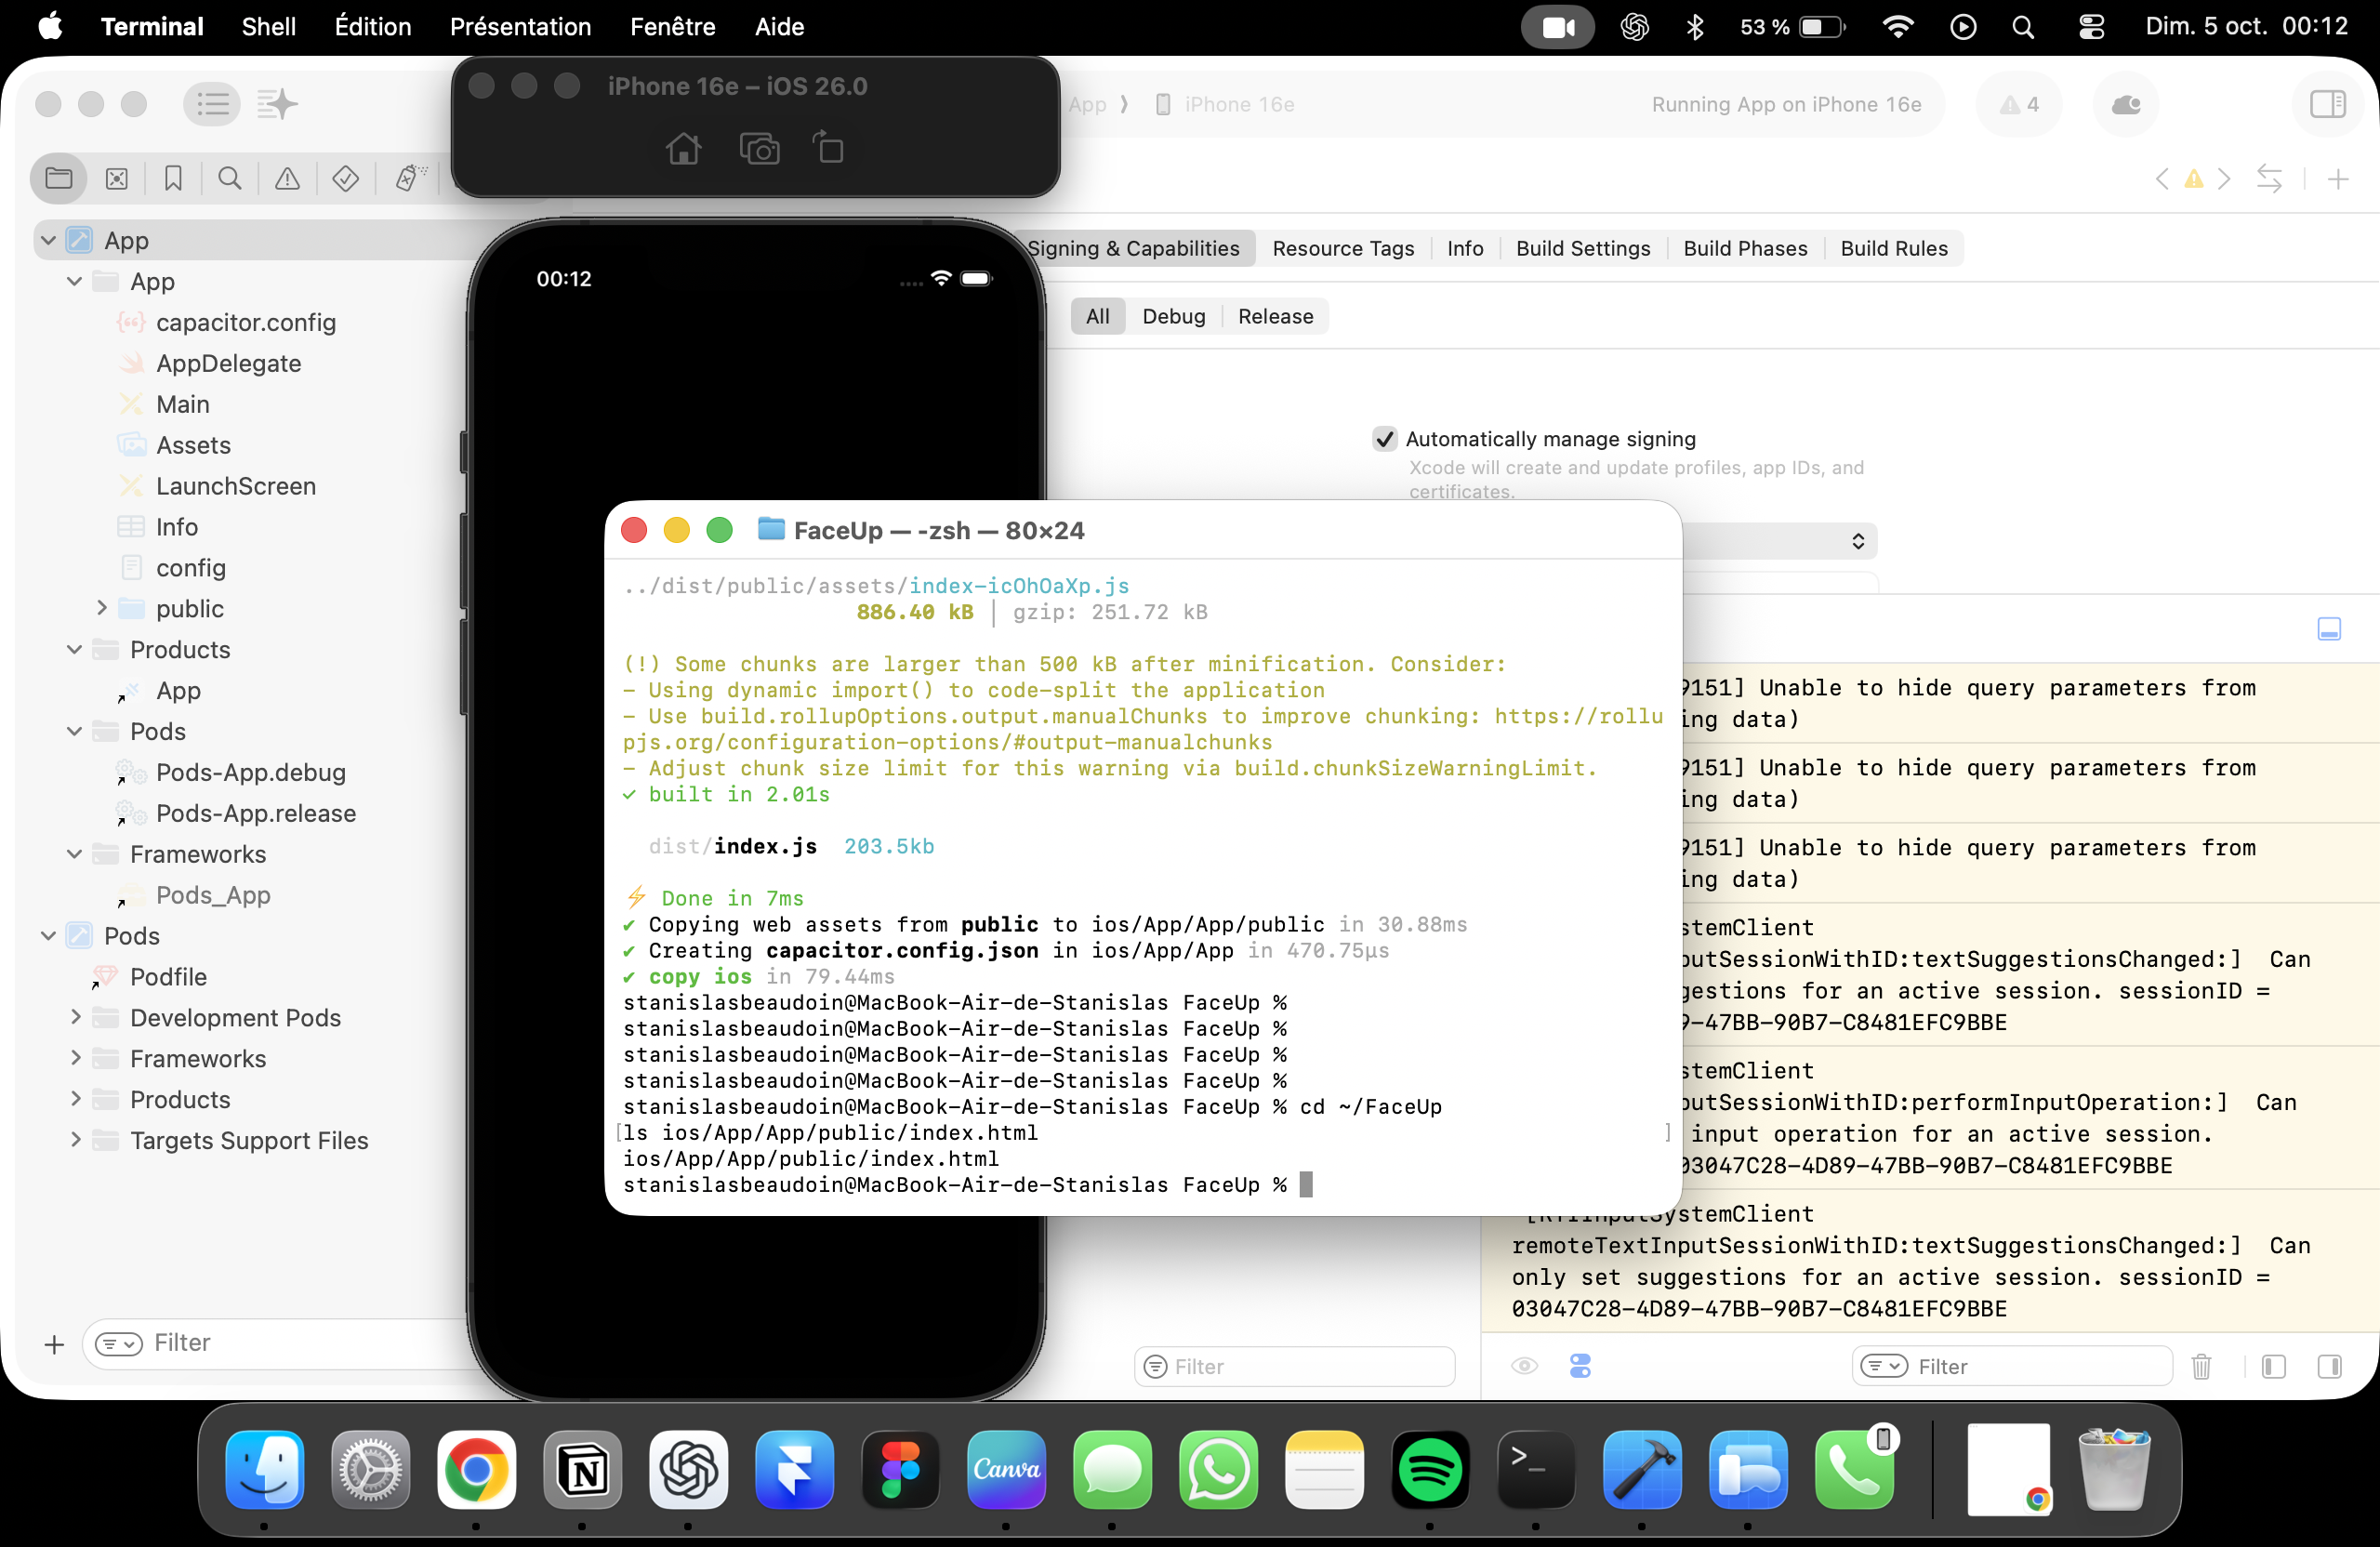 Terminal Shell Édition Présentation Fenêtre Aide 53 % Dim. 5 oct. 00:12
iPhone 16e – iOS 26.0
App iPhone 16e
Running App on iPhone 16e
4
App
App
capacitor.config
AppDelegate
Main
Assets
LaunchScreen
Info
config
public
Products
App
Pods
Pods-App.debug
Pods-App.release
Frameworks
Pods_App
Pods
Podfile
Development Pods
Frameworks
Products
Targets Support Files
Filter
00:12
Signing & Capabilities Resource Tags Info Build Settings Build Phases Build Rules
All Debug Release
Automatically manage signing
Xcode will create and update profiles, app IDs, and
certificates.
FaceUp — -zsh — 80×24
../dist/public/assets/index-icOhOaXp.js
886.40 kB │ gzip: 251.72 kB
(!) Some chunks are larger than 500 kB after minification. Consider:
- Using dynamic import() to code-split the application
- Use build.rollupOptions.output.manualChunks to improve chunking: https://rollu
pjs.org/configuration-options/#output-manualchunks
- Adjust chunk size limit for this warning via build.chunkSizeWarningLimit.
✓ built in 2.01s
dist/index.js 203.5kb
⚡ Done in 7ms
✔ Copying web assets from public to ios/App/App/public in 30.88ms
✔ Creating capacitor.config.json in ios/App/App in 470.75μs
✔ copy ios in 79.44ms
stanislasbeaudoin@MacBook-Air-de-Stanislas FaceUp %
stanislasbeaudoin@MacBook-Air-de-Stanislas FaceUp %
stanislasbeaudoin@MacBook-Air-de-Stanislas FaceUp %
stanislasbeaudoin@MacBook-Air-de-Stanislas FaceUp %
stanislasbeaudoin@MacBook-Air-de-Stanislas FaceUp % cd ~/FaceUp
[ls ios/App/App/public/index.html ]
ios/App/App/public/index.html
stanislasbeaudoin@MacBook-Air-de-Stanislas FaceUp %
9151] Unable to hide query parameters from
ing data)
9151] Unable to hide query parameters from
ing data)
9151] Unable to hide query parameters from
ing data)
stemClient
putSessionWithID:textSuggestionsChanged:] Can
gestions for an active session. sessionID =
9-47BB-90B7-C8481EFC9BBE
stemClient
putSessionWithID:performInputOperation:] Can
input operation for an active session.
03047C28-4D89-47BB-90B7-C8481EFC9BBE
[RTIInputSystemClient
remoteTextInputSessionWithID:textSuggestionsChanged:] Can
only set suggestions for an active session. sessionID =
03047C28-4D89-47BB-90B7-C8481EFC9BBE
Filter
Filter
Canva